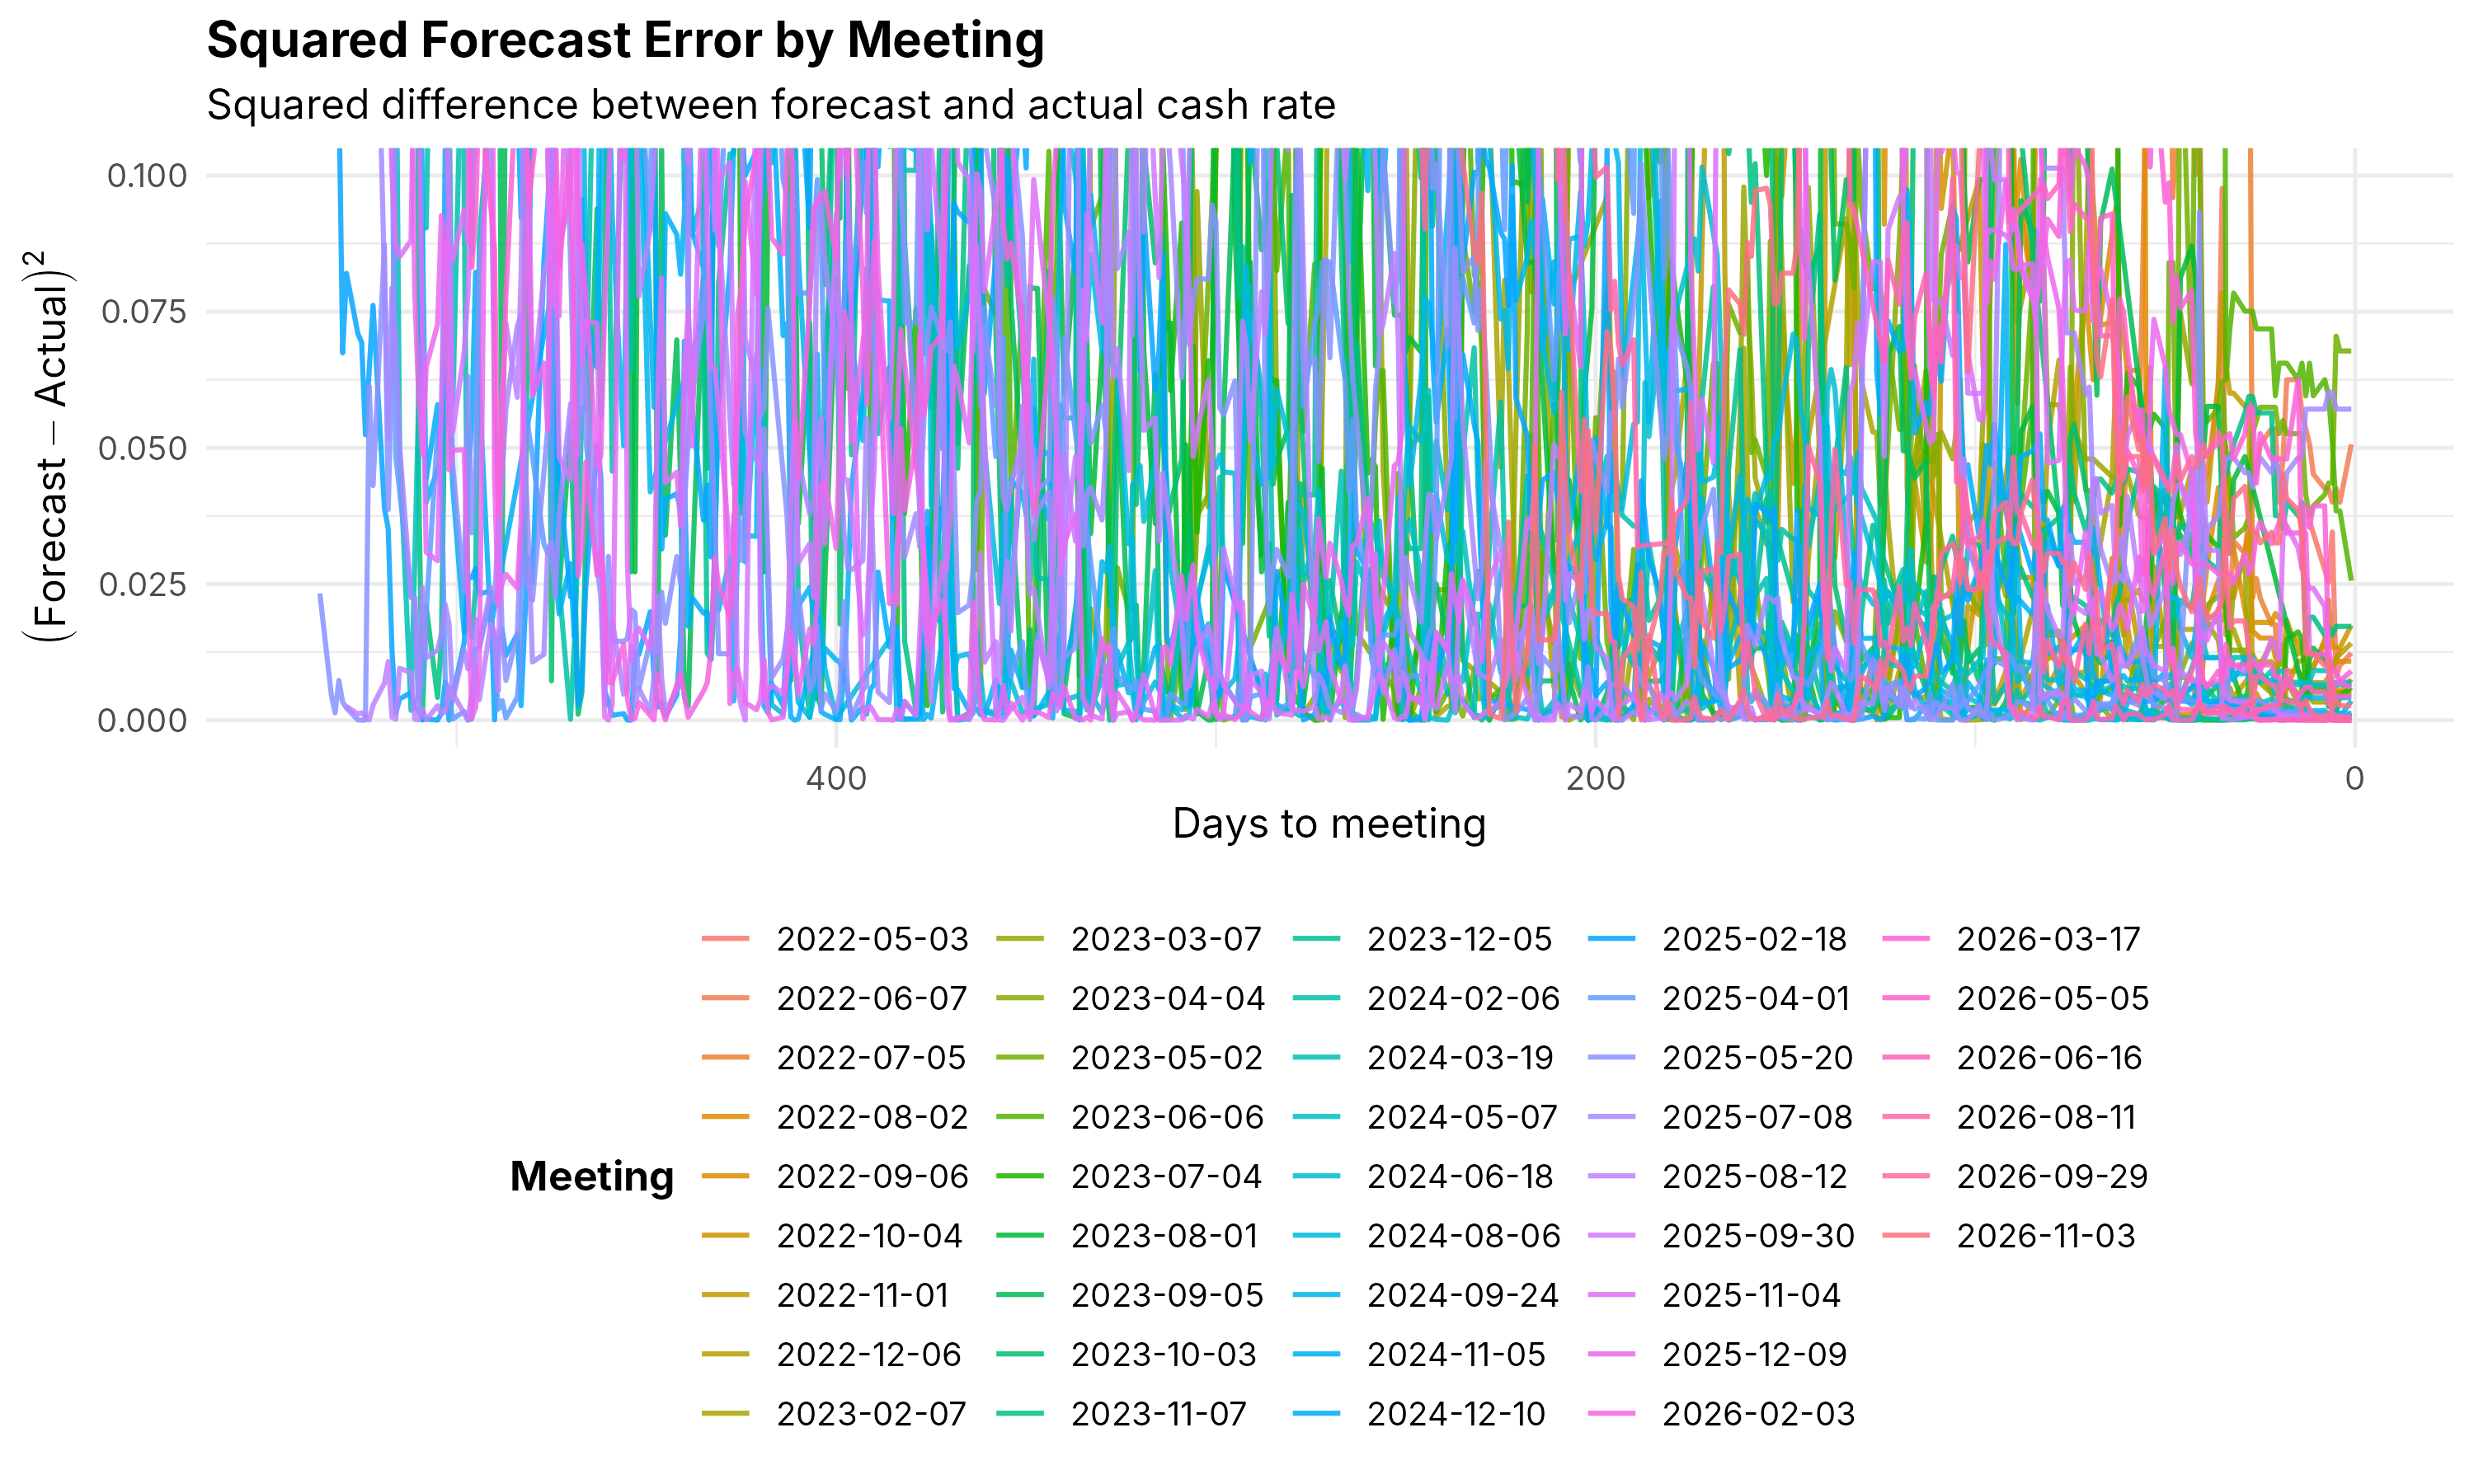 Squared Forecast Error by Meeting
Squared difference between forecast and actual cash rate
(Forecast − Actual)²
0.100
0.075
0.050
0.025
0.000
400 200 0
Days to meeting
Meeting
2022-05-03 2023-03-07 2023-12-05 2025-02-18 2026-03-17
2022-06-07 2023-04-04 2024-02-06 2025-04-01 2026-05-05
2022-07-05 2023-05-02 2024-03-19 2025-05-20 2026-06-16
2022-08-02 2023-06-06 2024-05-07 2025-07-08 2026-08-11
2022-09-06 2023-07-04 2024-06-18 2025-08-12 2026-09-29
2022-10-04 2023-08-01 2024-08-06 2025-09-30 2026-11-03
2022-11-01 2023-09-05 2024-09-24 2025-11-04
2022-12-06 2023-10-03 2024-11-05 2025-12-09
2023-02-07 2023-11-07 2024-12-10 2026-02-03